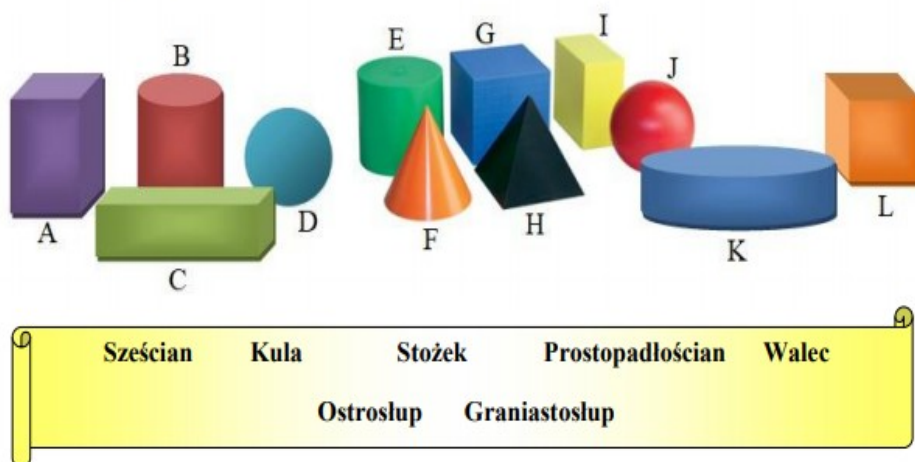 B E G I J
A D F H K L
C
Sześcian Kula Stożek Prostopadłościan Walec
Ostrosłup Graniastosłup